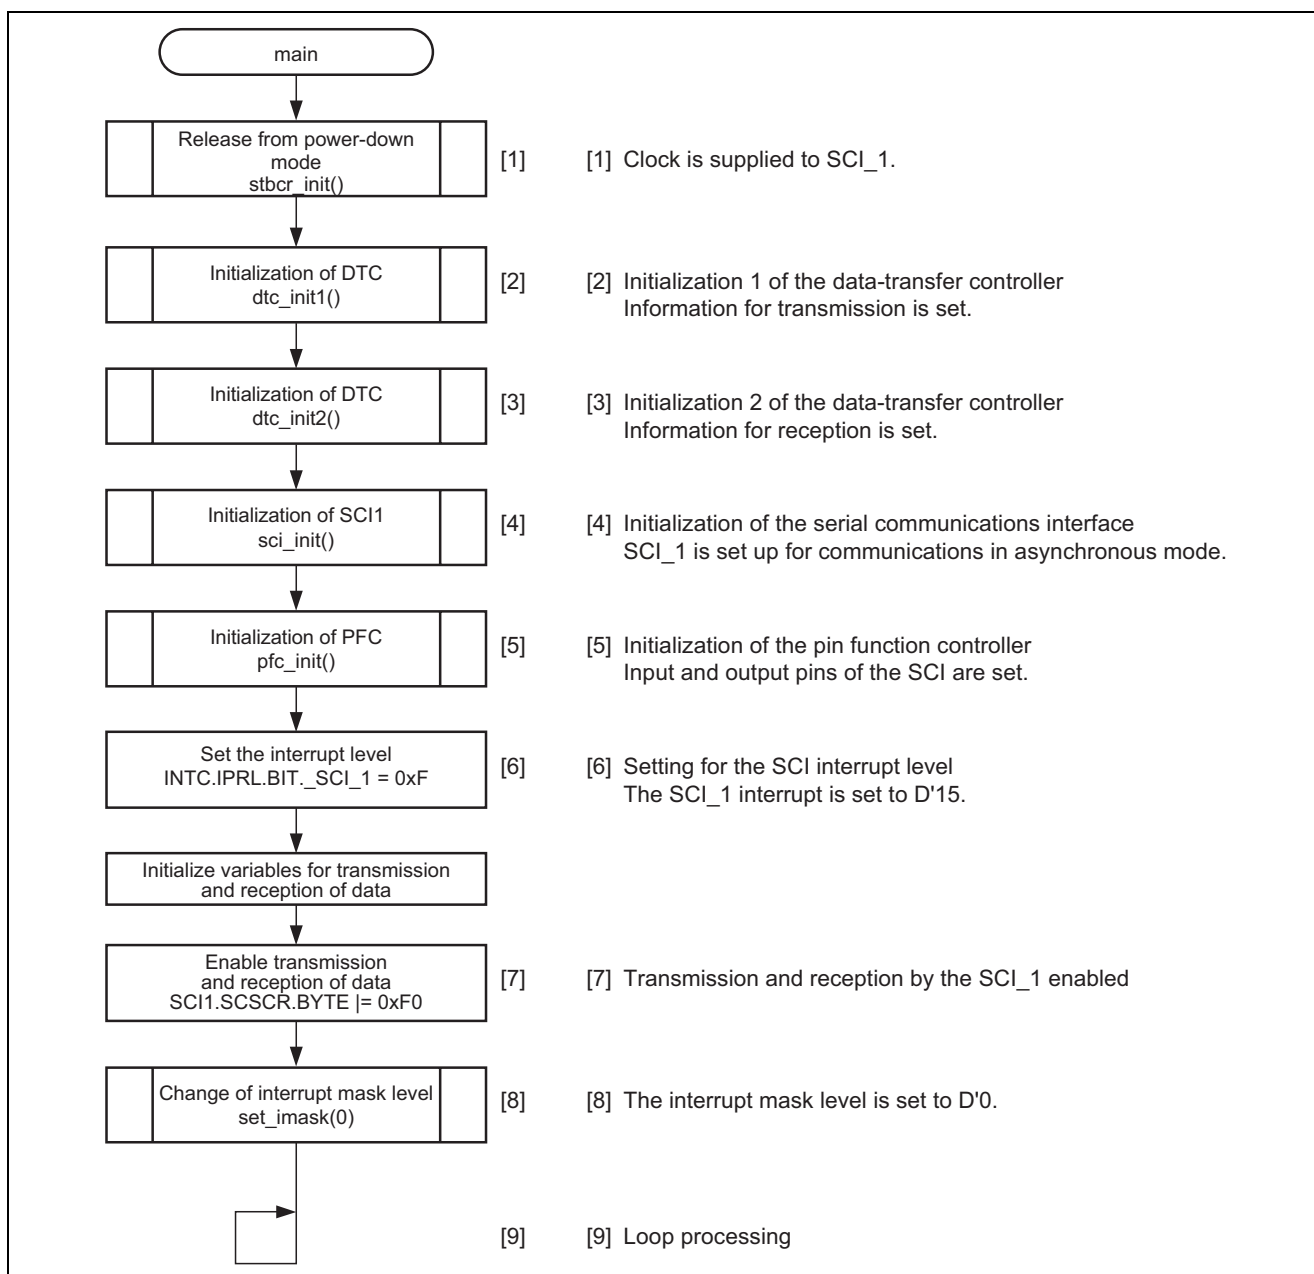 main
Release from power-down
mode
stbcr_init()
[1]
[1] Clock is supplied to SCI_1.
Initialization of DTC
dtc_init1()
[2]
[2] Initialization 1 of the data-transfer controller
Information for transmission is set.
Initialization of DTC
dtc_init2()
[3]
[3] Initialization 2 of the data-transfer controller
Information for reception is set.
Initialization of SCI1
sci_init()
[4]
[4] Initialization of the serial communications interface
SCI_1 is set up for communications in asynchronous mode.
Initialization of PFC
pfc_init()
[5]
[5] Initialization of the pin function controller
Input and output pins of the SCI are set.
Set the interrupt level
INTC.IPRL.BIT._SCI_1 = 0xF
[6]
[6] Setting for the SCI interrupt level
The SCI_1 interrupt is set to D'15.
Initialize variables for transmission
and reception of data
Enable transmission
and reception of data
SCI1.SCSCR.BYTE |= 0xF0
[7]
[7] Transmission and reception by the SCI_1 enabled
Change of interrupt mask level
set_imask(0)
[8]
[8] The interrupt mask level is set to D'0.
[9]
[9] Loop processing